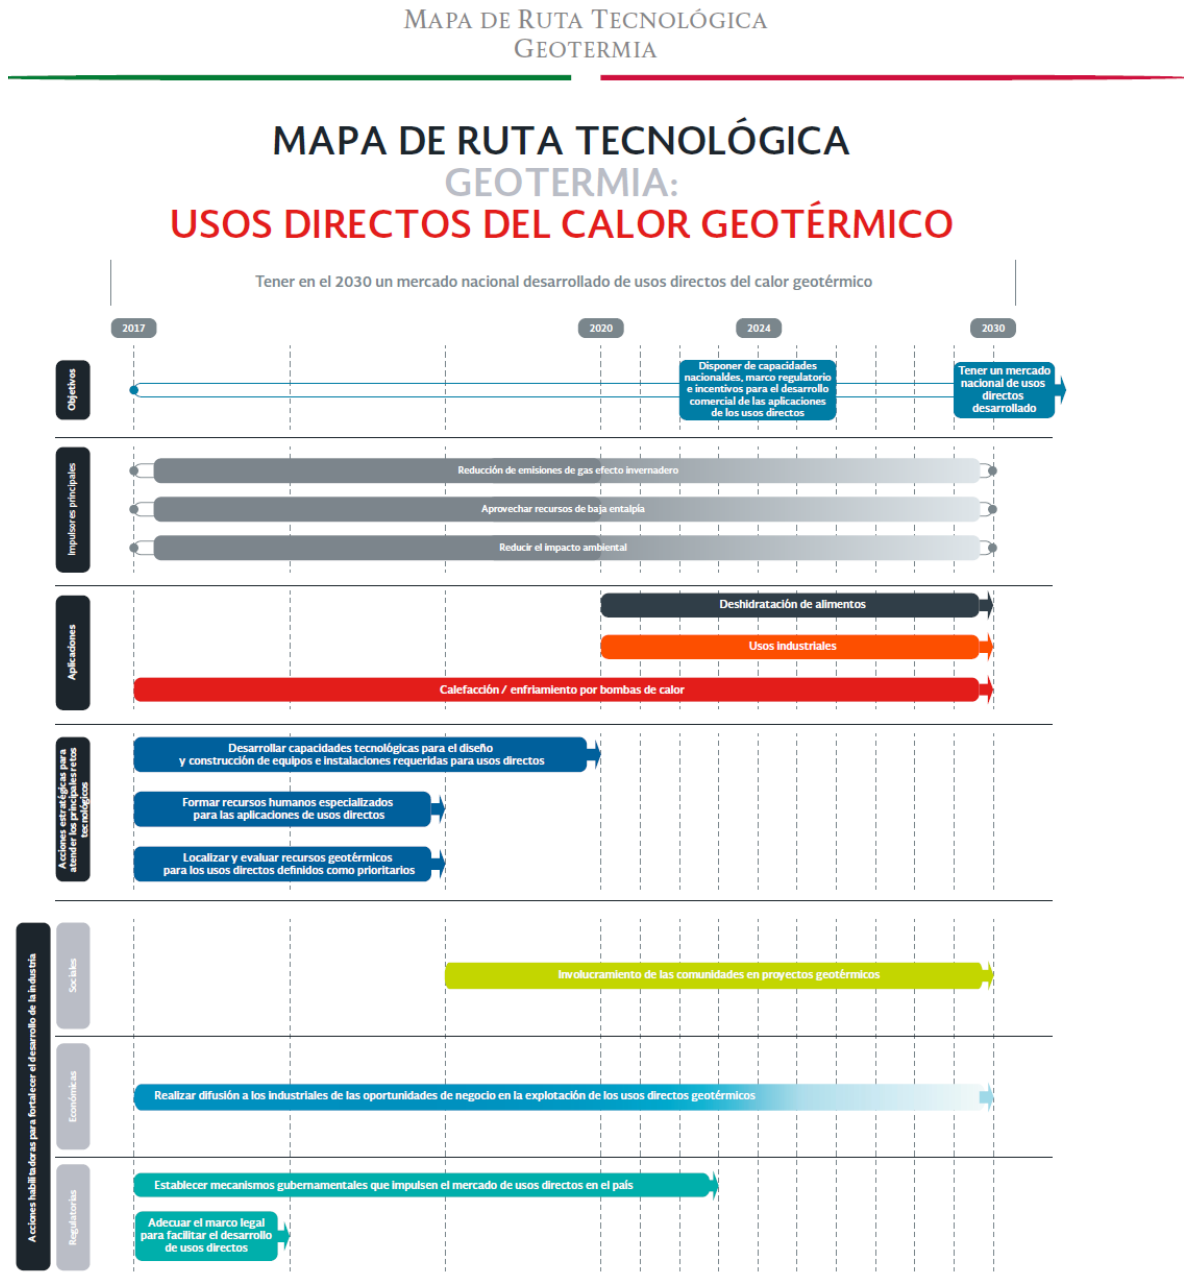 MAPA DE RUTA TECNOLÓGICA
GEOTERMIA
MAPA DE RUTA TECNOLÓGICA
GEOTERMIA:
USOS DIRECTOS DEL CALOR GEOTÉRMICO
Tener en el 2030 un mercado nacional desarrollado de usos directos del calor geotérmico
2017
2020
2024
2030
Objetivos
Disponer de capacidades
nacionaldes, marco regulatorio
e incentivos para el desarrollo
comercial de las aplicaciones
de los usos directos
Tener un mercado
nacional de usos
directos
desarrollado
Impulsores principales
Reducción de emisiones de gas efecto invernadero
Aprovechar recursos de baja entalpía
Reducir el impacto ambiental
Aplicaciones
Deshidratación de alimentos
Usos industriales
Calefacción / enfriamiento por bombas de calor
Acciones estratégicas para
atender los principales retos
tecnológicos
Desarrollar capacidades tecnológicas para el diseño
y construcción de equipos e instalaciones requeridas para usos directos
Formar recursos humanos especializados
para las aplicaciones de usos directos
Localizar y evaluar recursos geotérmicos
para los usos directos definidos como prioritarios
Acciones habilitadoras para fortalecer el desarrollo de la industria
Sociales
Involucramiento de las comunidades en proyectos geotérmicos
Económicas
Realizar difusión a los industriales de las oportunidades de negocio en la explotación de los usos directos geotérmicos
Regulatorias
Establecer mecanismos gubernamentales que impulsen el mercado de usos directos en el país
Adecuar el marco legal
para facilitar el desarrollo
de usos directos